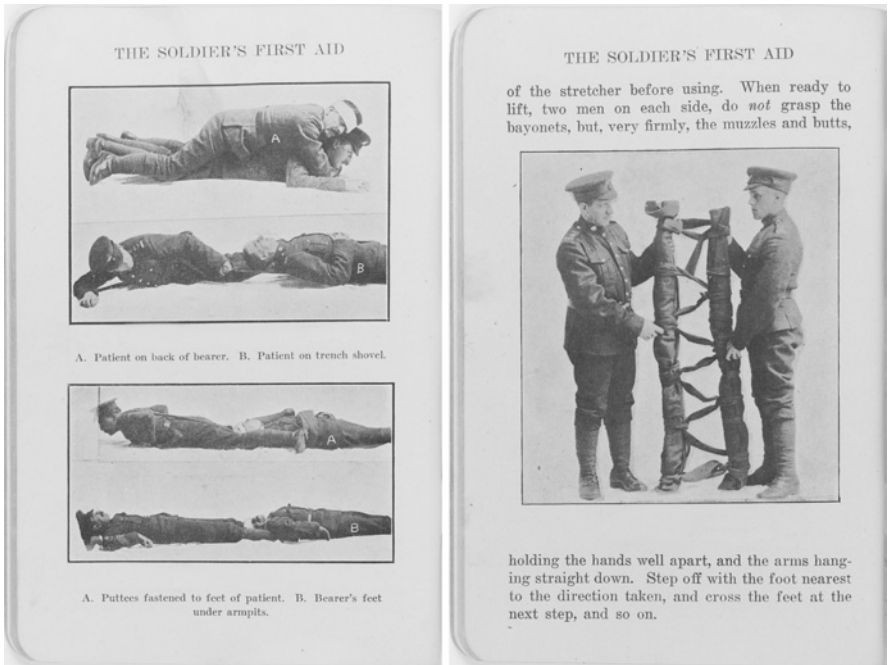 THE SOLDIER'S FIRST AID
A
B
A. Patient on back of bearer. B. Patient on trench shovel.
A
B
A. Puttees fastened to feet of patient. B. Bearer's feet
under armpits.
THE SOLDIER'S FIRST AID
of the stretcher before using. When ready to
lift, two men on each side, do not grasp the
bayonets, but, very firmly, the muzzles and butts,
holding the hands well apart, and the arms hang-
ing straight down. Step off with the foot nearest
to the direction taken, and cross the feet at the
next step, and so on.